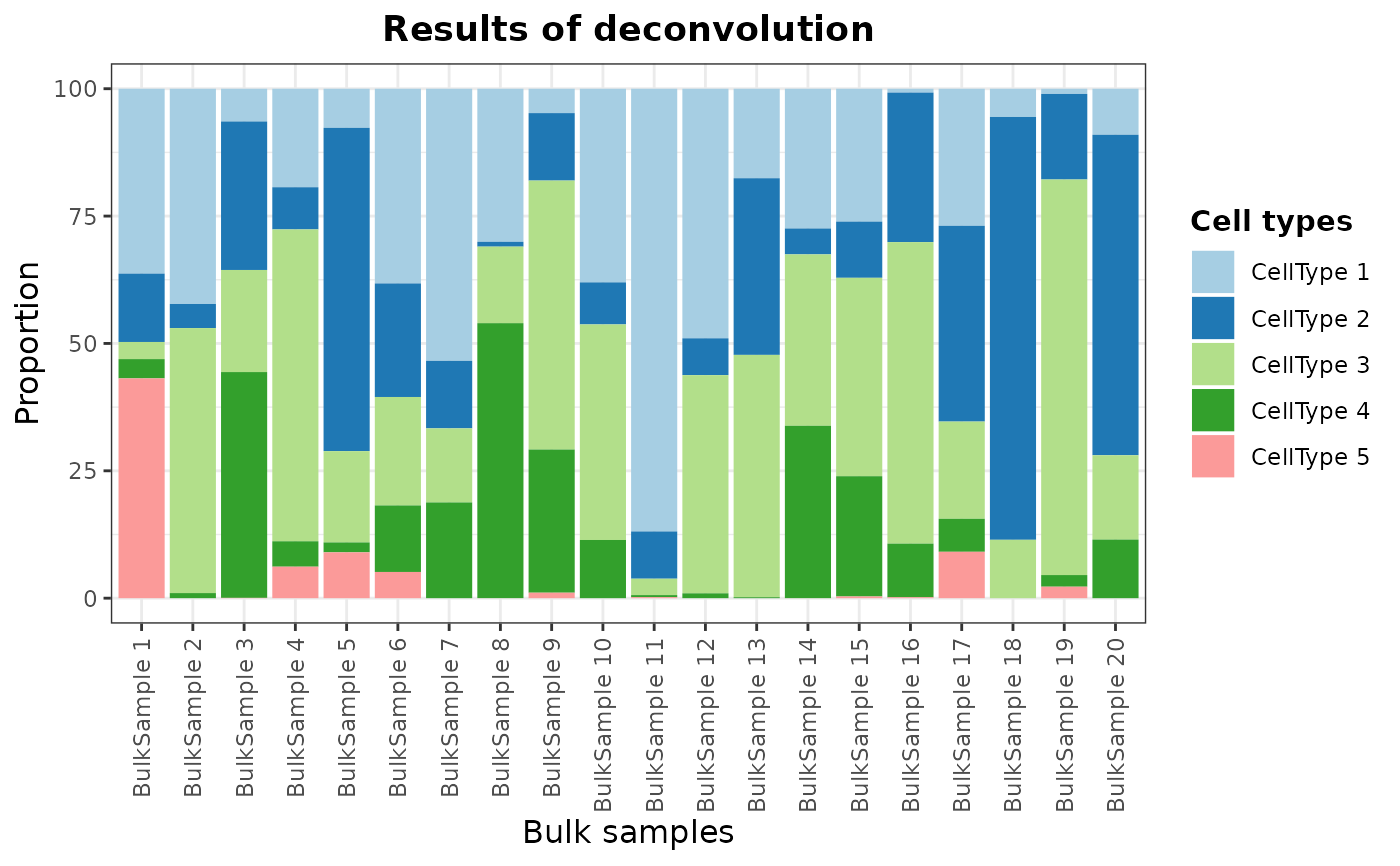 Results of deconvolution
Proportion
100
75
50
25
0
BulkSample 1
BulkSample 2
BulkSample 3
BulkSample 4
BulkSample 5
BulkSample 6
BulkSample 7
BulkSample 8
BulkSample 9
BulkSample 10
BulkSample 11
BulkSample 12
BulkSample 13
BulkSample 14
BulkSample 15
BulkSample 16
BulkSample 17
BulkSample 18
BulkSample 19
BulkSample 20
Bulk samples
Cell types
CellType 1
CellType 2
CellType 3
CellType 4
CellType 5